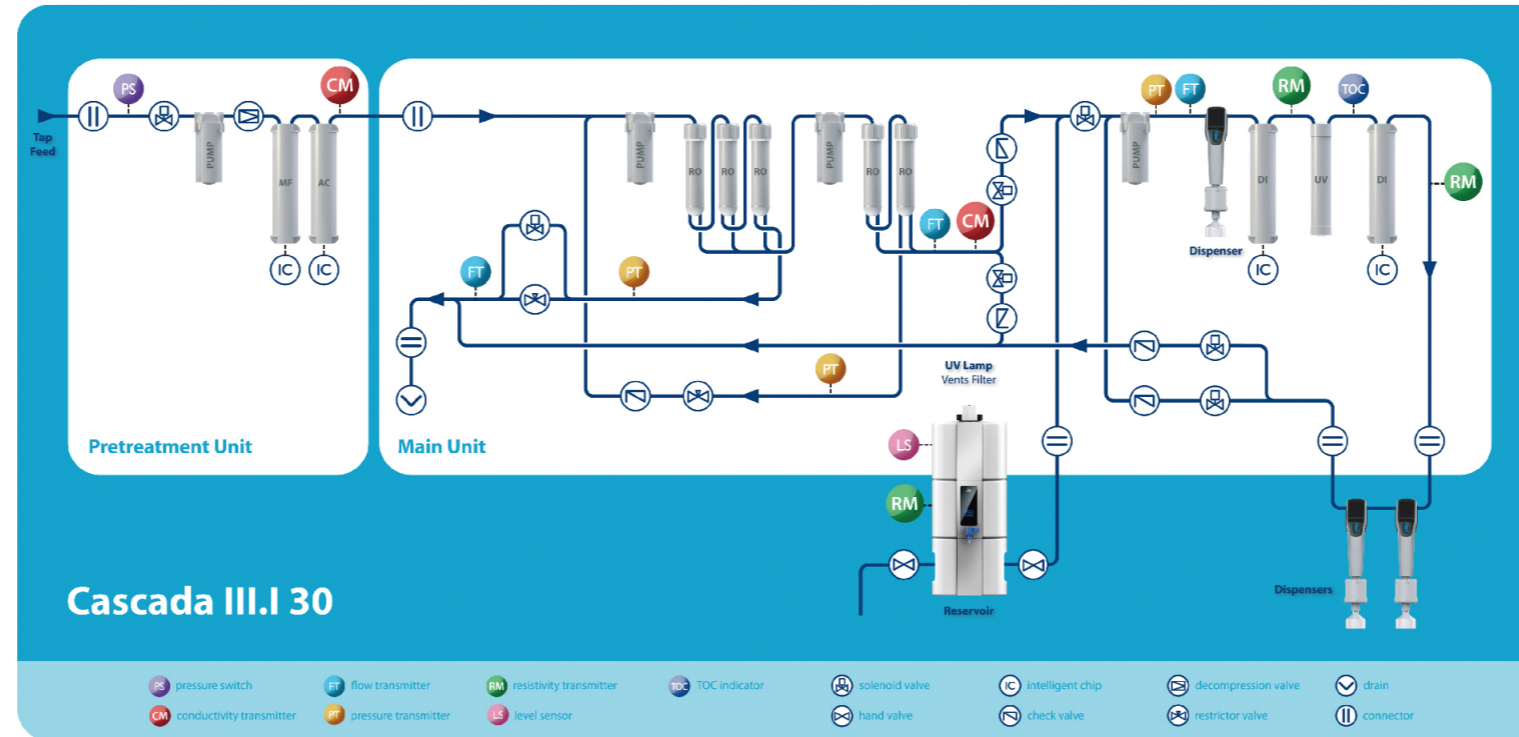 PS
CM
Tap
Feed
PUMP
MF
AC
IC
IC
Pretreatment Unit
PUMP
RO
RO
RO
PUMP
RO
RO
FT
CM
FT
PT
PT
PT
FT
RM
TOC
PUMP
Dispenser
DI
UV
DI
IC
IC
RM
Main Unit
UV Lamp
Vents Filter
LS
RM
Reservoir
Dispensers
Cascada III.I 30
PS pressure switch
FT flow transmitter
RM resistivity transmitter
TOC TOC indicator
solenoid valve
IC intelligent chip
decompression valve
drain
CM conductivity transmitter
PT pressure transmitter
LS level sensor
hand valve
check valve
restrictor valve
connector